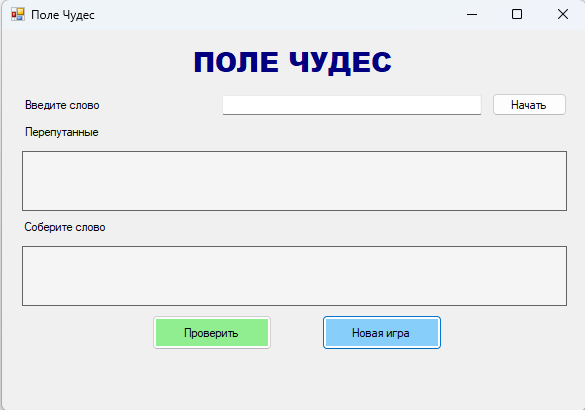 Поле Чудес
ПОЛЕ ЧУДЕС
Введите слово
Начать
Перепутанные
Соберите слово
Проверить
Новая игра